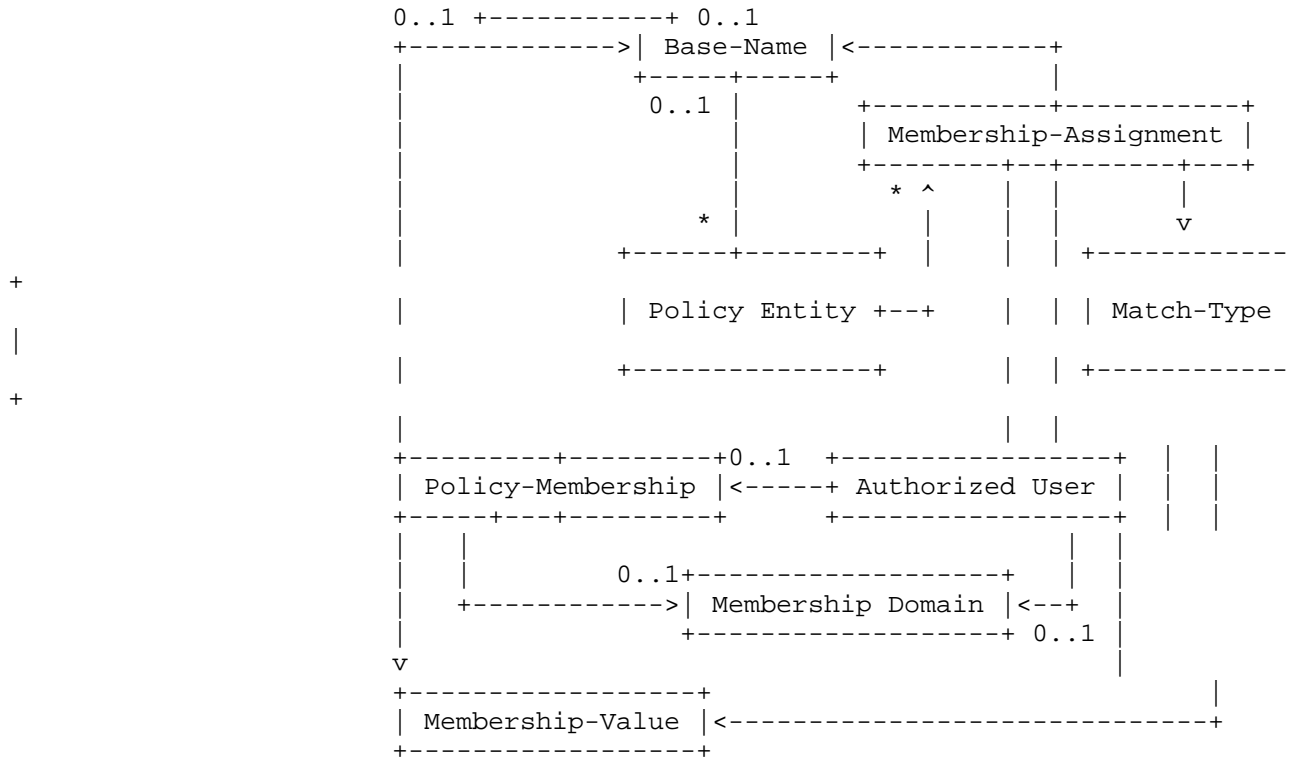 0..1 +-----------+ 0..1
+------------->| Base-Name |<------------+
| +-----+-----+ |
| 0..1 | +-----------+-----------+
| | | Membership-Assignment |
| | +--------+--+-------+---+
| | * ^ | | |
| * | | | | v
| +------+--------+ | | | +------------
+
| | Policy Entity +--+ | | | Match-Type
|
| +---------------+ | | +------------
+
| | |
+---------+---------+0..1 +-----------------+ | |
| Policy-Membership |<-----+ Authorized User | | |
+-----+---+---------+ +-----------------+ | |
| | | |
| | 0..1+-------------------+ | |
| +------------->| Membership Domain |<--+ |
| +-------------------+ 0..1 |
v |
+------------------+ |
| Membership-Value |<------------------------------+
+------------------+